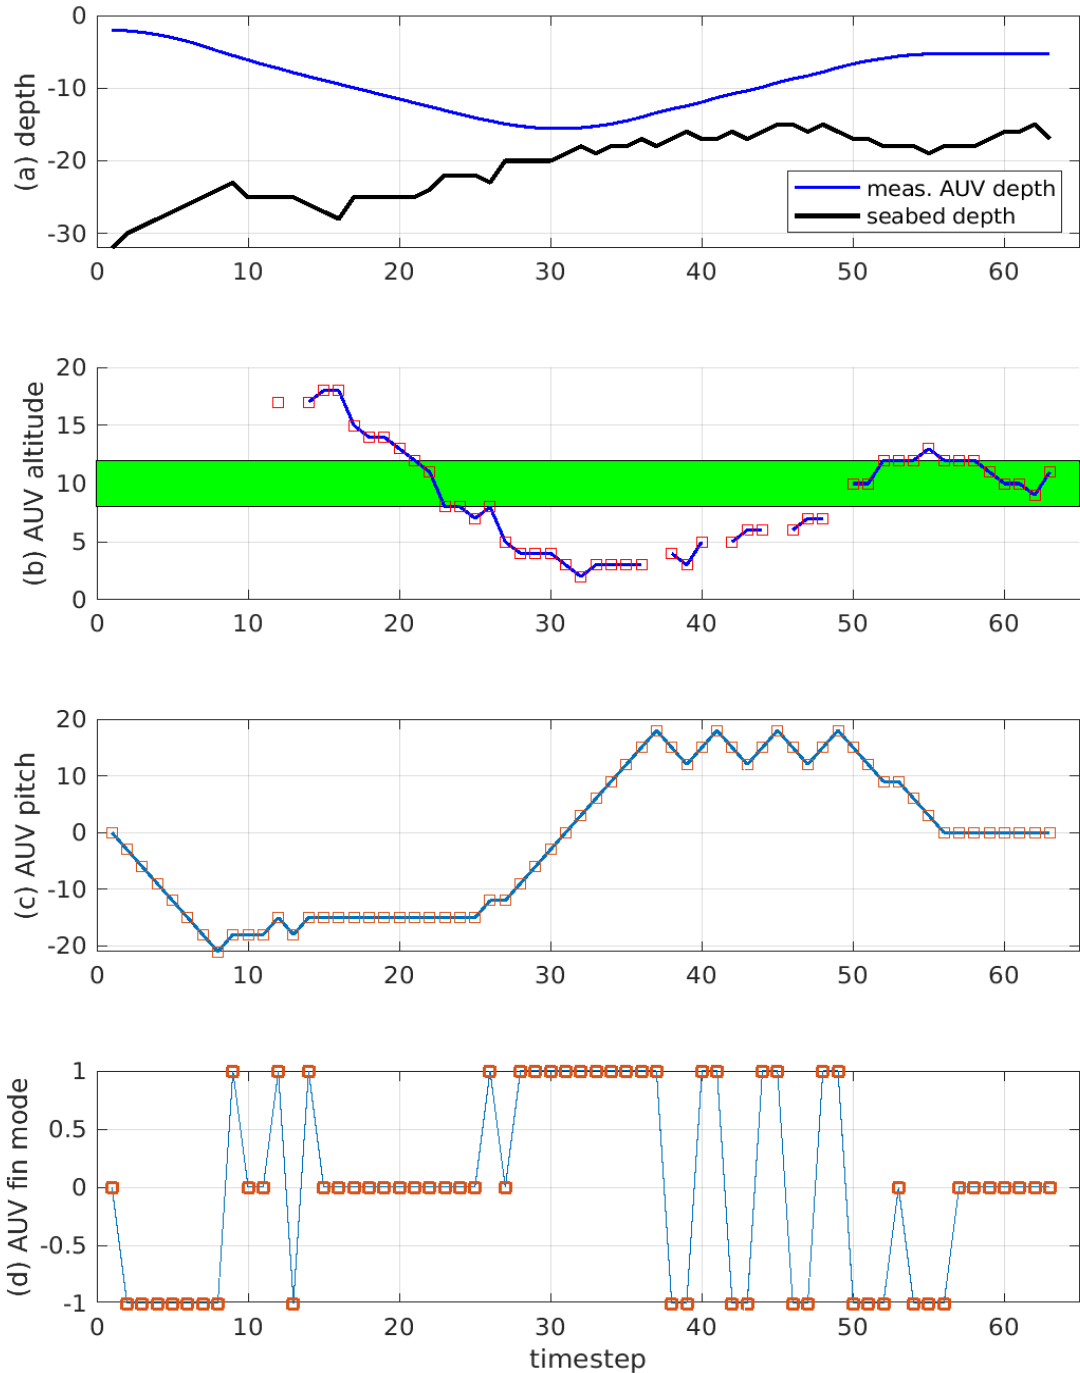 (a) depth
0
-10
-20
-30
meas. AUV depth
seabed depth
0 10 20 30 40 50 60
(b) AUV altitude
20
15
10
5
0
0 10 20 30 40 50 60
(c) AUV pitch
20
10
0
-10
-20
0 10 20 30 40 50 60
(d) AUV fin mode
1
0.5
0
-0.5
-1
0 10 20 30 40 50 60
timestep